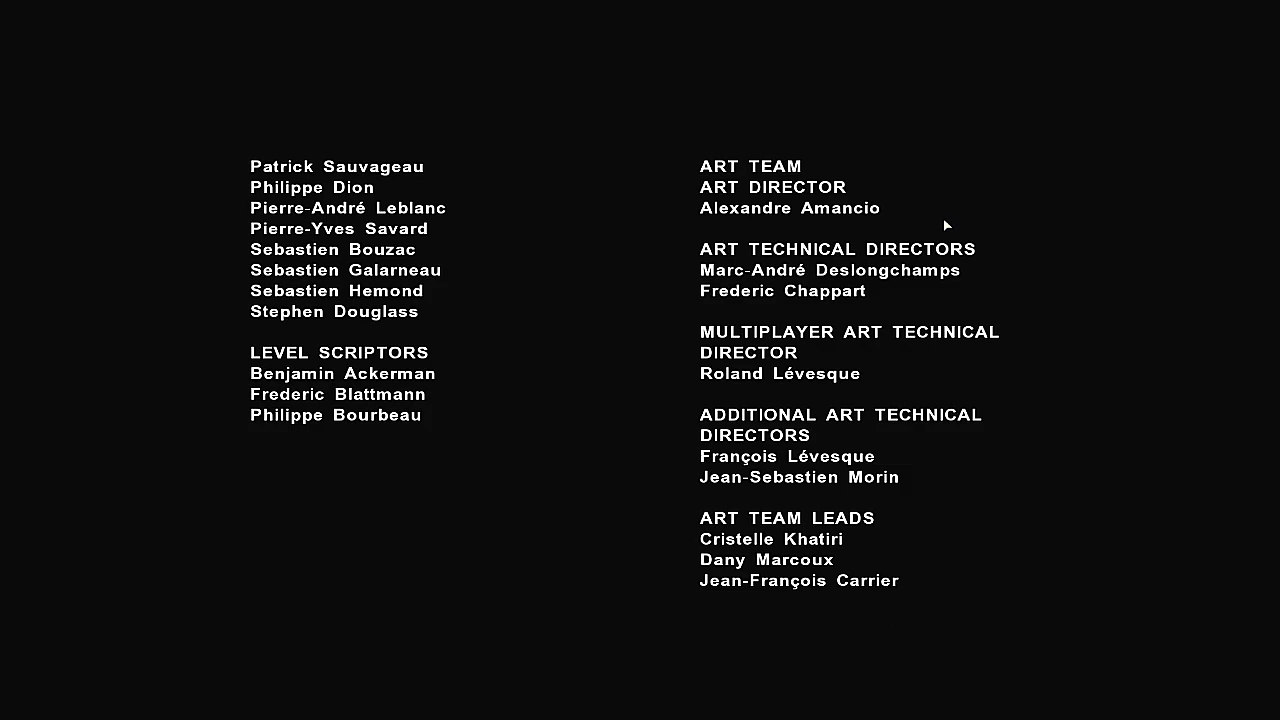 Patrick Sauvageau
Philippe Dion
Pierre-André Leblanc
Pierre-Yves Savard
Sebastien Bouzac
Sebastien Galarneau
Sebastien Hemond
Stephen Douglass
LEVEL SCRIPTORS
Benjamin Ackerman
Frederic Blattmann
Philippe Bourbeau
ART TEAM
ART DIRECTOR
Alexandre Amancio
ART TECHNICAL DIRECTORS
Marc-André Deslongchamps
Frederic Chappart
MULTIPLAYER ART TECHNICAL
DIRECTOR
Roland Lévesque
ADDITIONAL ART TECHNICAL
DIRECTORS
François Lévesque
Jean-Sebastien Morin
ART TEAM LEADS
Cristelle Khatiri
Dany Marcoux
Jean-François Carrier